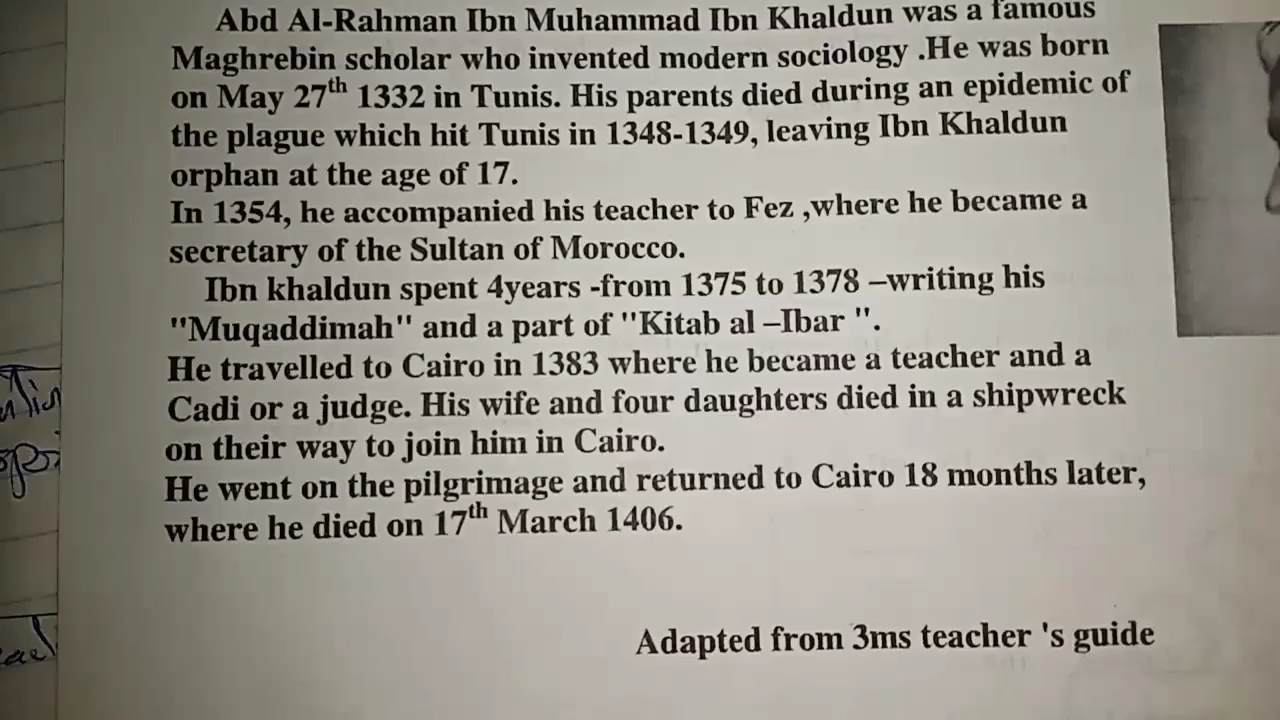 Abd Al-Rahman Ibn Muhammad Ibn Khaldun was a famous
Maghrebin scholar who invented modern sociology .He was born
on May 27th 1332 in Tunis. His parents died during an epidemic of
the plague which hit Tunis in 1348-1349, leaving Ibn Khaldun
orphan at the age of 17.
In 1354, he accompanied his teacher to Fez ,where he became a
secretary of the Sultan of Morocco.
Ibn khaldun spent 4years -from 1375 to 1378 –writing his
"Muqaddimah" and a part of "Kitab al –Ibar ".
He travelled to Cairo in 1383 where he became a teacher and a
Cadi or a judge. His wife and four daughters died in a shipwreck
on their way to join him in Cairo.
He went on the pilgrimage and returned to Cairo 18 months later,
where he died on 17th March 1406.
Adapted from 3ms teacher 's guide